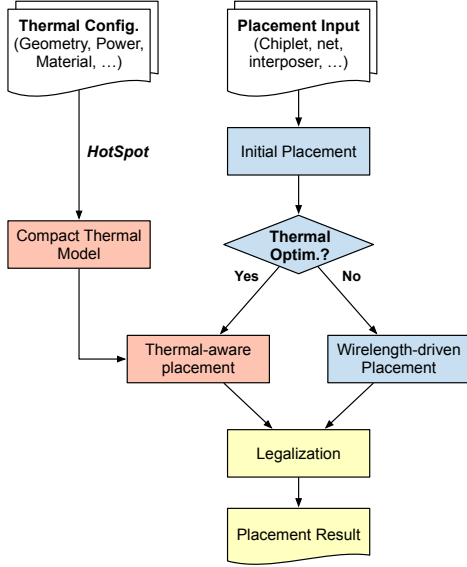 Thermal Config.
(Geometry, Power,
Material, ...)
Placement Input
(Chiplet, net,
interposer, ...)
HotSpot
Initial Placement
Compact Thermal
Model
Thermal
Optim.?
Yes
No
Thermal-aware
placement
Wirelength-driven
Placement
Legalization
Placement Result